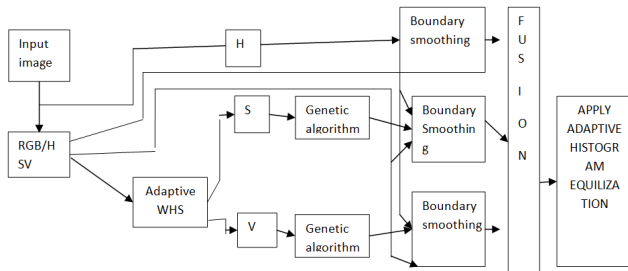 Input
image
RGB/H
SV
Adaptive
WHS
H
S
V
Genetic
algorithm
Genetic
algorithm
Boundary
smoothing
Boundary
Smoothin
g
Boundary
smoothing
F
U
S
I
O
N
APPLY
ADAPTIVE
HISTOGR
AM
EQUILIZA
TION